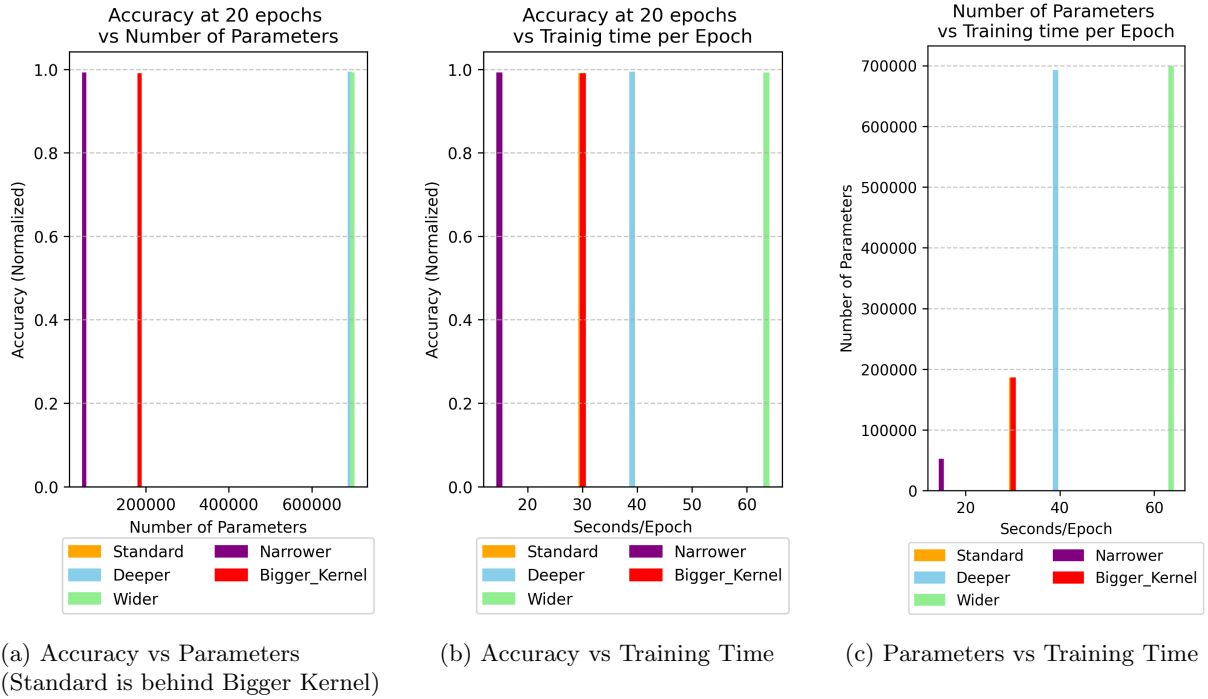 Accuracy at 20 epochs
vs Number of Parameters
1.0
0.8
0.6
0.4
0.2
0.0
Accuracy (Normalized)
200000 400000 600000
Number of Parameters
Standard Narrower
Deeper Bigger_Kernel
Wider
(a) Accuracy vs Parameters
(Standard is behind Bigger Kernel)
Accuracy at 20 epochs
vs Trainig time per Epoch
1.0
0.8
0.6
0.4
0.2
0.0
Accuracy (Normalized)
20 30 40 50 60
Seconds/Epoch
Standard Narrower
Deeper Bigger_Kernel
Wider
(b) Accuracy vs Training Time
Number of Parameters
vs Training time per Epoch
700000
600000
500000
400000
300000
200000
100000
0
Number of Parameters
20 40 60
Seconds/Epoch
Standard Narrower
Deeper Bigger_Kernel
Wider
(c) Parameters vs Training Time